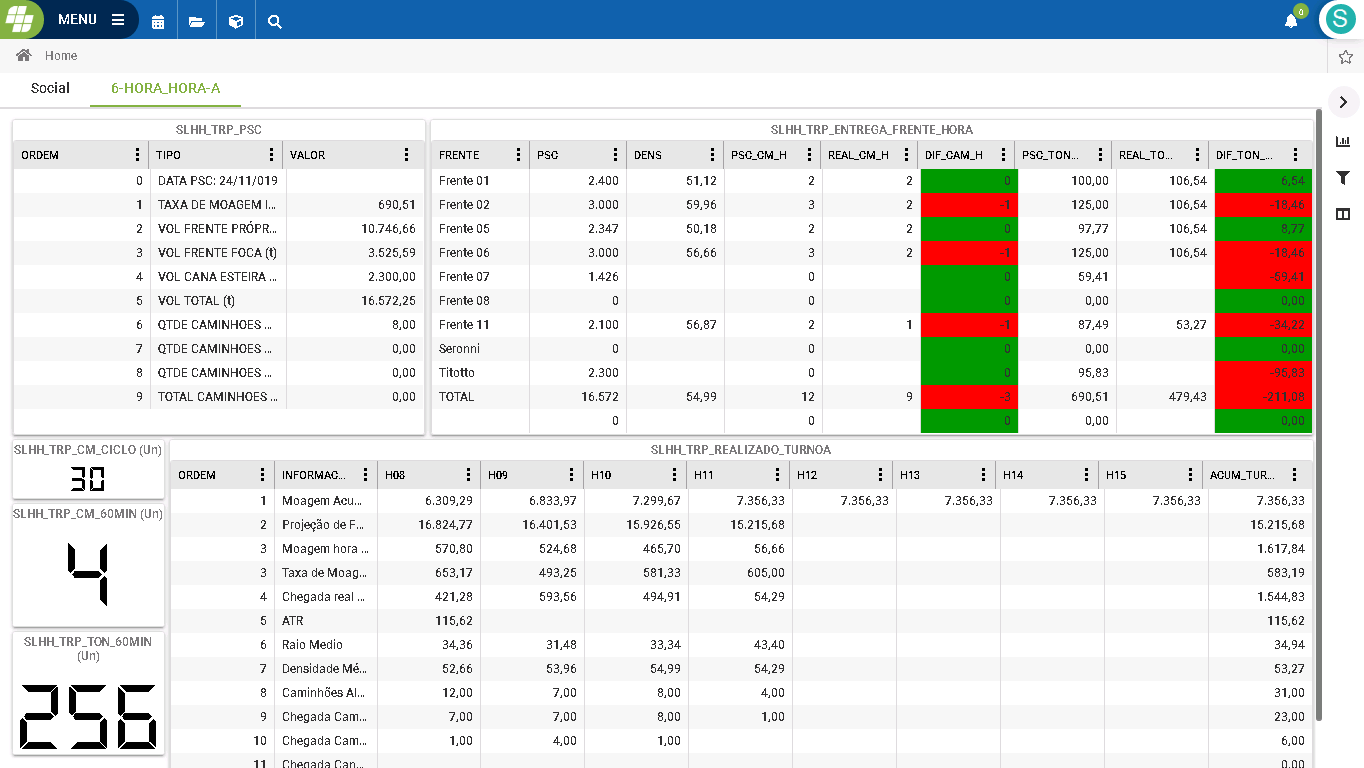 MENU
0
S
Home
Social 6-HORA_HORA-A
SLHH_TRP_PSC
ORDEM TIPO VALOR
0 DATA PSC: 24/11/019
1 TAXA DE MOAGEM I... 690,51
2 VOL FRENTE PRÓPR... 10.746,66
3 VOL FRENTE FOCA (t) 3.525,59
4 VOL CANA ESTEIRA ... 2.300,00
5 VOL TOTAL (t) 16.572,25
6 QTDE CAMINHOES ... 8,00
7 QTDE CAMINHOES ... 0,00
8 QTDE CAMINHOES ... 0,00
9 TOTAL CAMINHOES ... 0,00
SLHH_TRP_ENTREGA_FRENTE_HORA
FRENTE PSC DENS PSC_CM_H REAL_CM_H DIF_CAM_H PSC_TON... REAL_TO... DIF_TON_...
Frente 01 2.400 51,12 2 2 0 100,00 106,54 6,54
Frente 02 3.000 59,96 3 2 -1 125,00 106,54 -18,46
Frente 05 2.347 50,18 2 2 0 97,77 106,54 8,77
Frente 06 3.000 56,66 3 2 -1 125,00 106,54 -18,46
Frente 07 1.426 0 0 59,41 -59,41
Frente 08 0 0 0 0,00 0,00
Frente 11 2.100 56,87 2 1 -1 87,49 53,27 -34,22
Seronni 0 0 0,00 0,00
Titotto 2.300 0 0 95,83 -95,83
TOTAL 16.572 54,99 12 9 -3 690,51 479,43 -211,08
0 0 0 0,00 0,00
SLHH_TRP_CM_CICLO (Un)
30
SLHH_TRP_CM_60MIN (Un)
4
SLHH_TRP_TON_60MIN
(Un)
256
SLHH_TRP_REALIZADO_TURNOA
ORDEM INFORMAC... H08 H09 H10 H11 H12 H13 H14 H15 ACUM_TUR...
1 Moagem Acu... 6.309,29 6.833,97 7.299,67 7.356,33 7.356,33 7.356,33 7.356,33 7.356,33 7.356,33
2 Projeção de F... 16.824,77 16.401,53 15.926,55 15.215,68 15.215,68
3 Moagem hora ... 570,80 524,68 465,70 56,66 1.617,84
3 Taxa de Moag... 653,17 493,25 581,33 605,00 583,19
4 Chegada real ... 421,28 593,56 494,91 54,29 1.544,83
5 ATR 115,62 115,62
6 Raio Medio 34,36 31,48 33,34 43,40 34,94
7 Densidade Mé... 52,66 53,96 54,99 54,29 53,27
8 Caminhões Al... 12,00 7,00 8,00 4,00 31,00
9 Chegada Cam... 7,00 7,00 8,00 1,00 23,00
10 Chegada Cam... 1,00 4,00 1,00 6,00
11 Chegada Can... 0,00